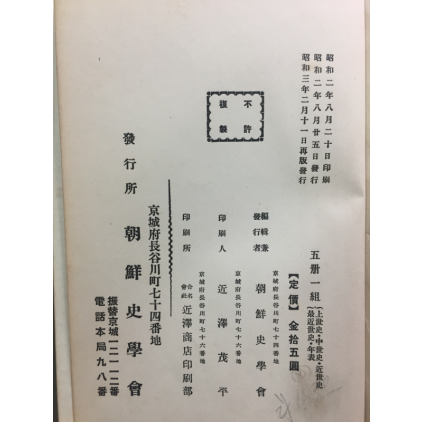 昭和二年八月二十日印刷
昭和二年八月廿五日發行
昭和三年二月十一日再版發行
不許
複製
五册一組(上世史・中世史・近世史
最近世史・年表)
【定價】金拾五圓
京城府長谷川町七十四番地
編輯兼
發行者 朝鮮史學會
京城府長谷川町七十六番地
印刷人 近澤茂平
京城府長谷川町七十六番地
印刷所 合名
會社 近澤商店印刷部
京城府長谷川町七十四番地
發行所 朝鮮史學會
振替京城一二一一二番
電話本局九八番